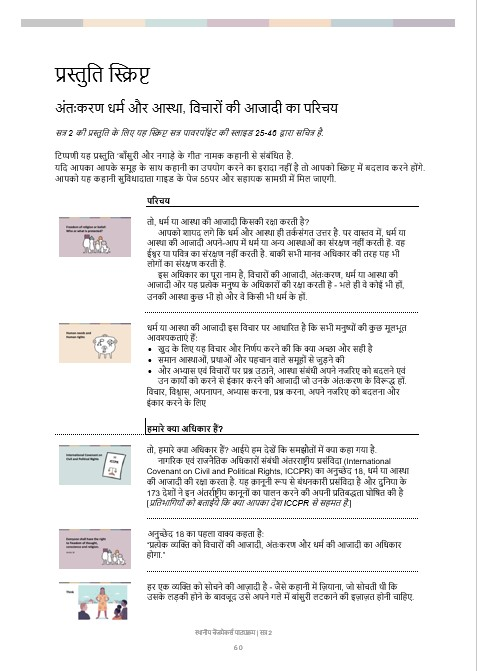 प्रस्तुति स्क्रिप्ट
अंतःकरण धर्म और आस्था, विचारों की आजादी का परिचय
सत्र 2 की प्रस्तुति के लिए यह स्क्रिप्ट सत्र पावरपॉइंट की स्लाइड 25-46 द्वारा सचित्र है.
टिप्पणी यह प्रस्तुति 'बाँसुरी और नगाड़े के गीत' नामक कहानी से संबंधित है.
यदि आपका आपके समूह के साथ कहानी का उपयोग करने का इरादा नहीं है तो आपको स्क्रिप्ट में बदलाव करने होंगे.
आपको यह कहानी सुविधादाता गाइड के पेज 55पर और सहायक सामग्री में मिल जाएगी.
परिचय
Freedom of religion or belief
Who or what is protected?
तो, धर्म या आस्था की आजादी किसकी रक्षा करती है?
आपको शायद लगे कि धर्म और आस्था ही तर्कसंगत उत्तर है. पर वास्तव में, धर्म या
आस्था की आजादी अपने-आप में धर्म या अन्य आस्थाओं का संरक्षण नहीं करती. वह
ईश्वर या पवित्र का संरक्षण नहीं करती. बाकी सभी मानव अधिकारों की तरह यह भी
लोगों का संरक्षण करती है.
इस अधिकार का पूरा नाम है, विचारों की आजादी, अंतःकरण, धर्म या आस्था की
आजादी और यह प्रत्येक मनुष्य के अधिकारों की रक्षा करती है - भले ही वे कोई भी हों,
उनकी आस्था कुछ भी हो और वे किसी भी धर्म के हों.
Human needs and
human rights
धर्म या आस्था की आजादी इस विचार पर आधारित है कि सभी मनुष्यों की कुछ मूलभूत
आवश्यकताएं हैं:
• खुद के लिए यह विचार और निर्णय करने की कि क्या अच्छा और सही है
• समान आस्थाओं, प्रथाओं और पहचान वाले समूहों से जुड़ने की
• और अभ्यास एवं विचारों पर प्रश्न उठाने, आस्था संबंधी अपने नजरिए को बदलने एवं
उन कार्यों को करने से ईंकार करने की आजादी जो उनके अंतःकरण के विरूद्ध हों.
विचार, विश्वास, अपनापन, अभ्यास करना, प्रश्न करना, अपने नजरिए को बदलना और
ईंकार करने के लिए
हमारे क्या अधिकार हैं?
International Covenant on
Civil and Political Rights
तो, हमारे क्या अधिकार हैं? आईये हम देखें कि समझौतों में क्या कहा गया है.
नागरिक एवं राजनैतिक अधिकारों संबंधी अंतरराष्ट्रीय प्रसंविदा (International
Covenant on Civil and Political Rights, ICCPR) का अनुच्छेद 18, धर्म या आस्था
की आजादी की रक्षा करता है. यह कानूनी रूप से बंधनकारी प्रसंविदा है और दुनिया के
173 देशों ने इन अंतर्राष्ट्रीय कानूनों का पालन करने की अपनी प्रतिबद्धता घोषित की है
[प्रतिभागियों को बताईये कि क्या आपका देश ICCPR से सहमत है.]
Everyone shall have the right
to freedom of thought,
conscience and religion.
अनुच्छेद 18 का पहला वाक्य कहता है:
"प्रत्येक व्यक्ति को विचारों की आजादी, अंतःकरण और धर्म की आजादी का अधिकार
होगा."
Think
हर एक व्यक्ति को सोचने की आज़ादी है - जैसे कहानी में ज़ियाना, जो सोचती थी कि
उसके लड़की होने के बावजूद उसे अपने गले में बांसुरी लटकाने की इज़ाज़त होनी चाहिए.
स्थानीय चेंजमेकर्स पाठ्यक्रम | सत्र 2
60